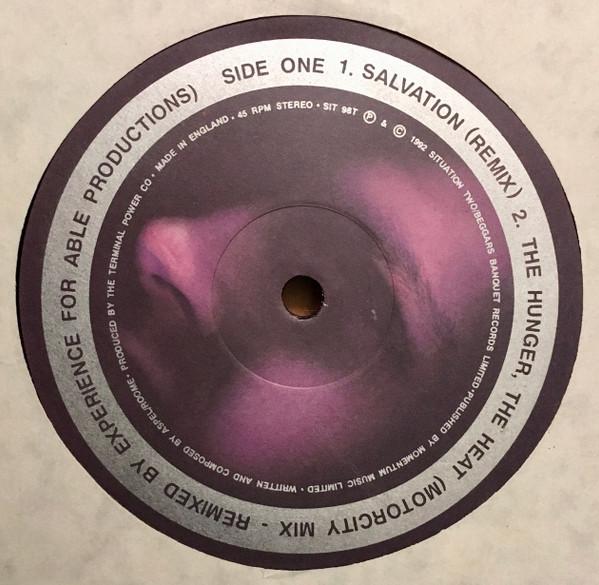 SIDE ONE 1. SALVATION (REMIX) 2. THE HUNGER, THE HEAT (MOTORCITY MIX - REMIXED BY EXPERIENCE FOR ABLE PRODUCTIONS)
MADE IN ENGLAND • 45 RPM STEREO • SIT 96T Ⓟ & © 1992 SITUATION TWO/BEGGARS BANQUET RECORDS LIMITED • PUBLISHED BY MOMENTUM MUSIC LIMITED • WRITTEN AND COMPOSED BY ASPEL/ROOME • PRODUCED BY THE TERMINAL POWER CO •